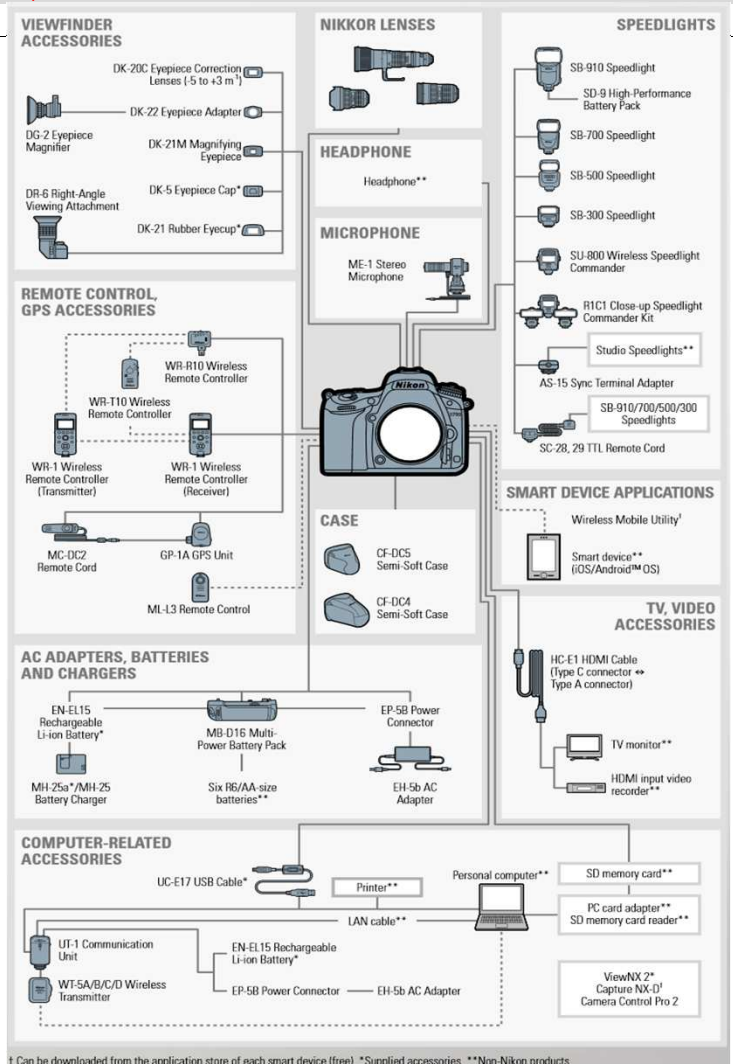 VIEWFINDER
ACCESSORIES
DK-20C Eyepiece Correction
Lenses (-5 to +3 m⁻¹)
DK-22 Eyepiece Adapter
DG-2 Eyepiece
Magnifier
DK-21M Magnifying
Eyepiece
DR-6 Right-Angle
Viewing Attachment
DK-5 Eyepiece Cap*
DK-21 Rubber Eyecup*
NIKKOR LENSES
HEADPHONE
Headphone**
MICROPHONE
ME-1 Stereo
Microphone
SPEEDLIGHTS
SB-910 Speedlight
SD-9 High-Performance
Battery Pack
SB-700 Speedlight
SB-500 Speedlight
SB-300 Speedlight
SU-800 Wireless Speedlight
Commander
R1C1 Close-up Speedlight
Commander Kit
Studio Speedlights**
AS-15 Sync Terminal Adapter
SB-910/700/500/300
Speedlights
SC-28, 29 TTL Remote Cord
REMOTE CONTROL,
GPS ACCESSORIES
WR-R10 Wireless
Remote Controller
WR-T10 Wireless
Remote Controller
WR-1 Wireless
Remote Controller
(Transmitter)
WR-1 Wireless
Remote Controller
(Receiver)
MC-DC2
Remote Cord
GP-1A GPS Unit
ML-L3 Remote Control
Nikon
CASE
CF-DC5
Semi-Soft Case
CF-DC4
Semi-Soft Case
SMART DEVICE APPLICATIONS
Wireless Mobile Utility†
Smart device**
(iOS/Android™ OS)
TV, VIDEO
ACCESSORIES
HC-E1 HDMI Cable
(Type C connector ↔
Type A connector)
TV monitor**
HDMI input video
recorder**
AC ADAPTERS, BATTERIES
AND CHARGERS
EN-EL15
Rechargeable
Li-ion Battery*
MH-25a*/MH-25
Battery Charger
MB-D16 Multi-
Power Battery Pack
Six R6/AA-size
batteries**
EP-5B Power
Connector
EH-5b AC
Adapter
COMPUTER-RELATED
ACCESSORIES
UC-E17 USB Cable*
Printer**
Personal computer**
SD memory card**
PC card adapter**
SD memory card reader**
LAN cable**
UT-1 Communication
Unit
WT-5A/B/C/D Wireless
Transmitter
EN-EL15 Rechargeable
Li-ion Battery*
EP-5B Power Connector
EH-5b AC Adapter
ViewNX 2*
Capture NX-D†
Camera Control Pro 2
† Can be downloaded from the application store of each smart device (free) *Supplied accessories **Non-Nikon products